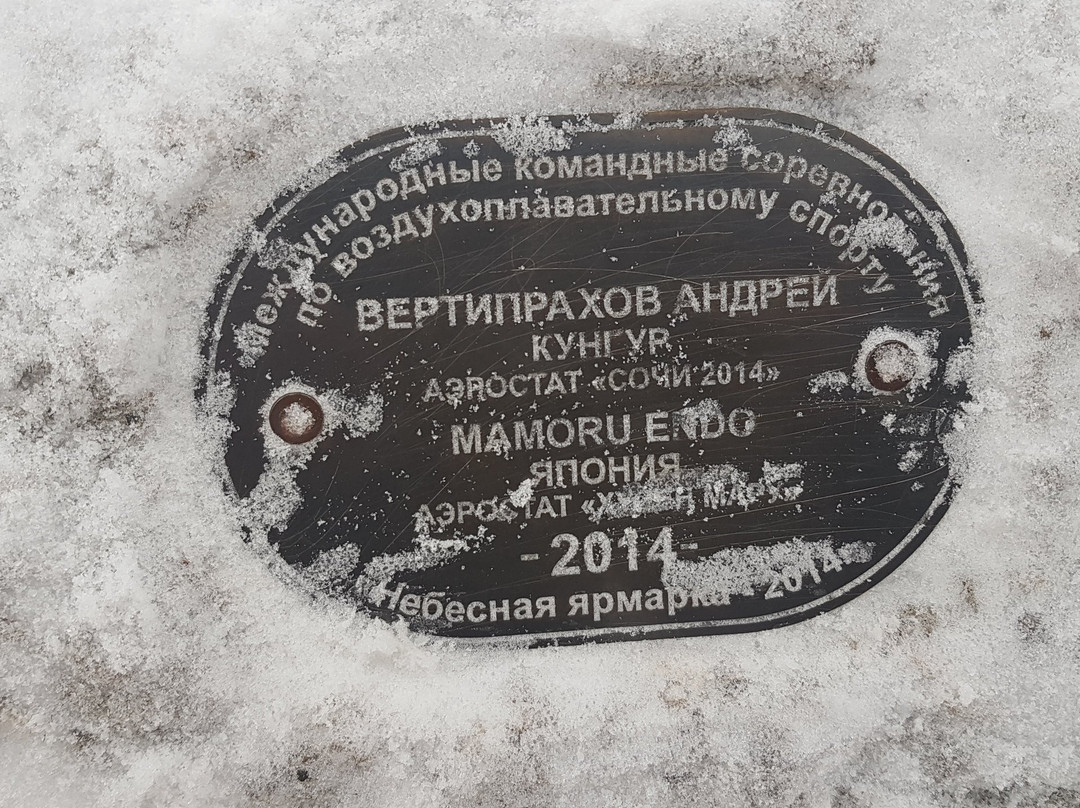 Международные командные соревнования
по воздухоплавательному спорту
ВЕРТИПРАХОВ АНДРЕЙ
КУНГУР
АЭРОСТАТ «СОЧИ 2014»
MAMORU ENDO
ЯПОНИЯ
АЭРОСТАТ
-2014-
Небесная ярмарка - 2014